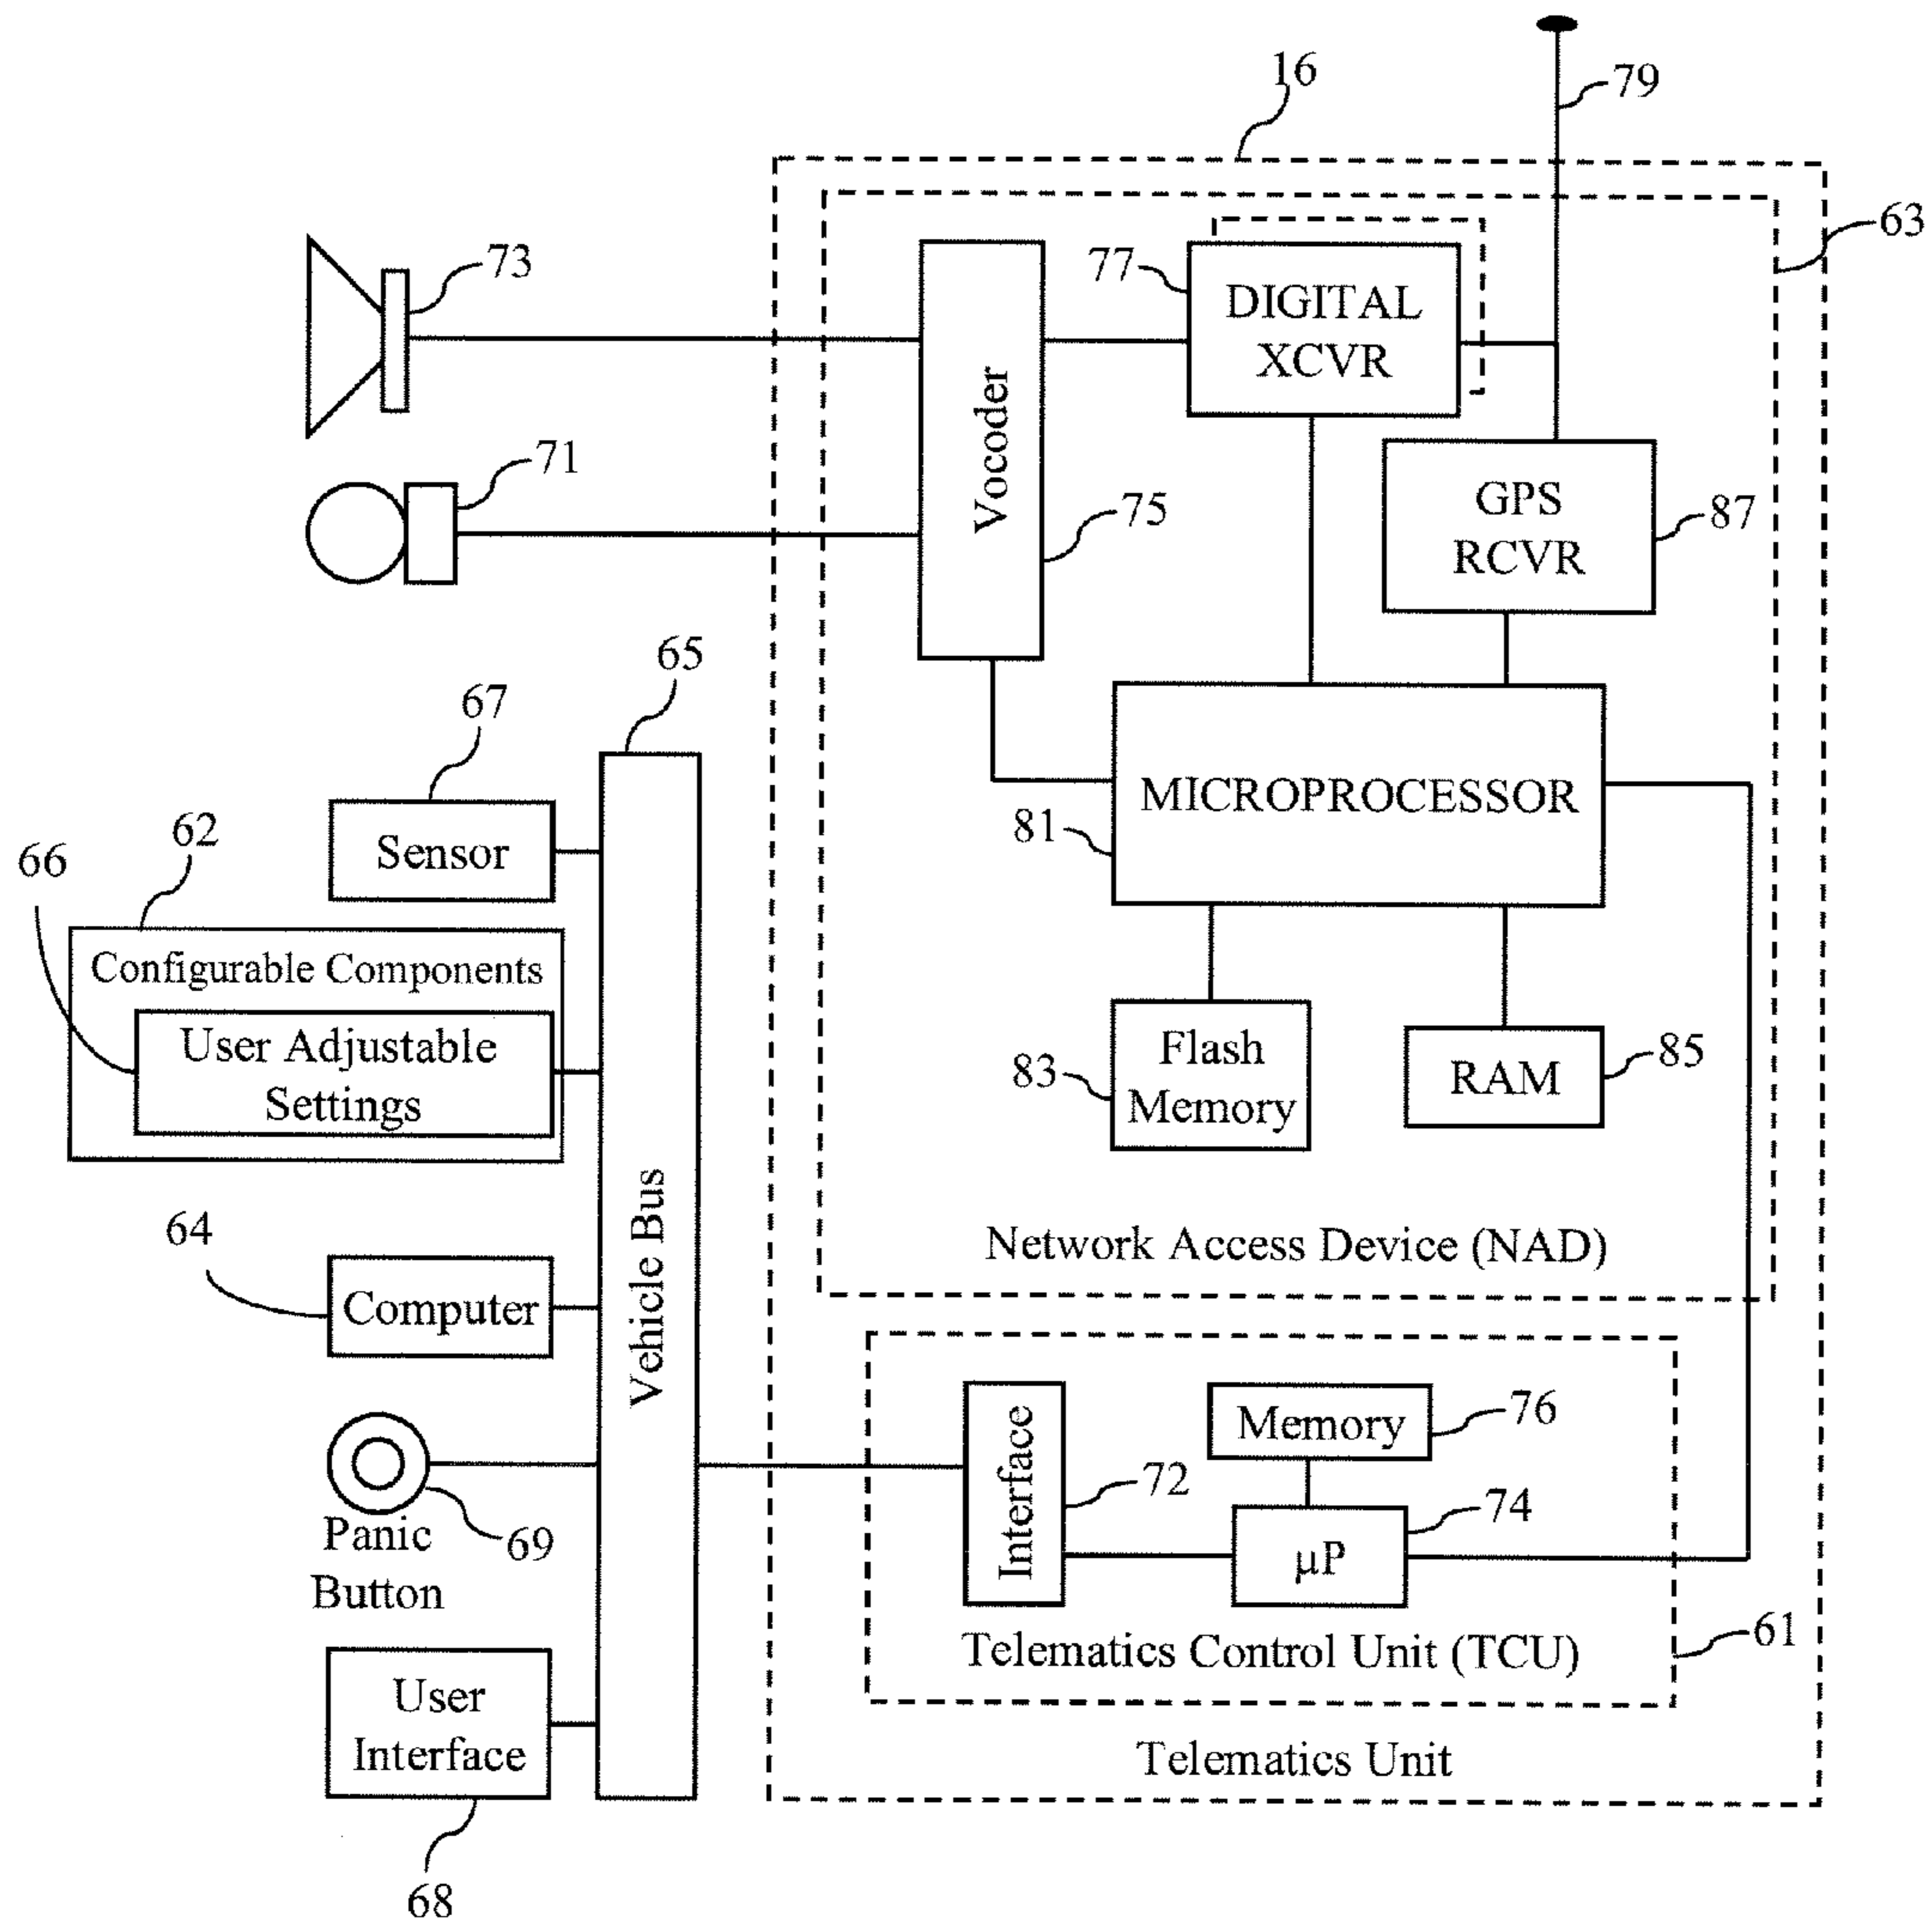 16
79
63
73
77
DIGITAL
XCVR
71
Vocoder
75
GPS
RCVR
87
65
67
MICROPROCESSOR
81
62
66
Sensor
Configurable Components
User Adjustable
Settings
Flash
Memory
83
RAM
85
64
Computer
Vehicle Bus
Network Access Device (NAD)
Panic
Button
69
Interface
72
Memory
76
µP
74
Telematics Control Unit (TCU)
61
User
Interface
68
Telematics Unit